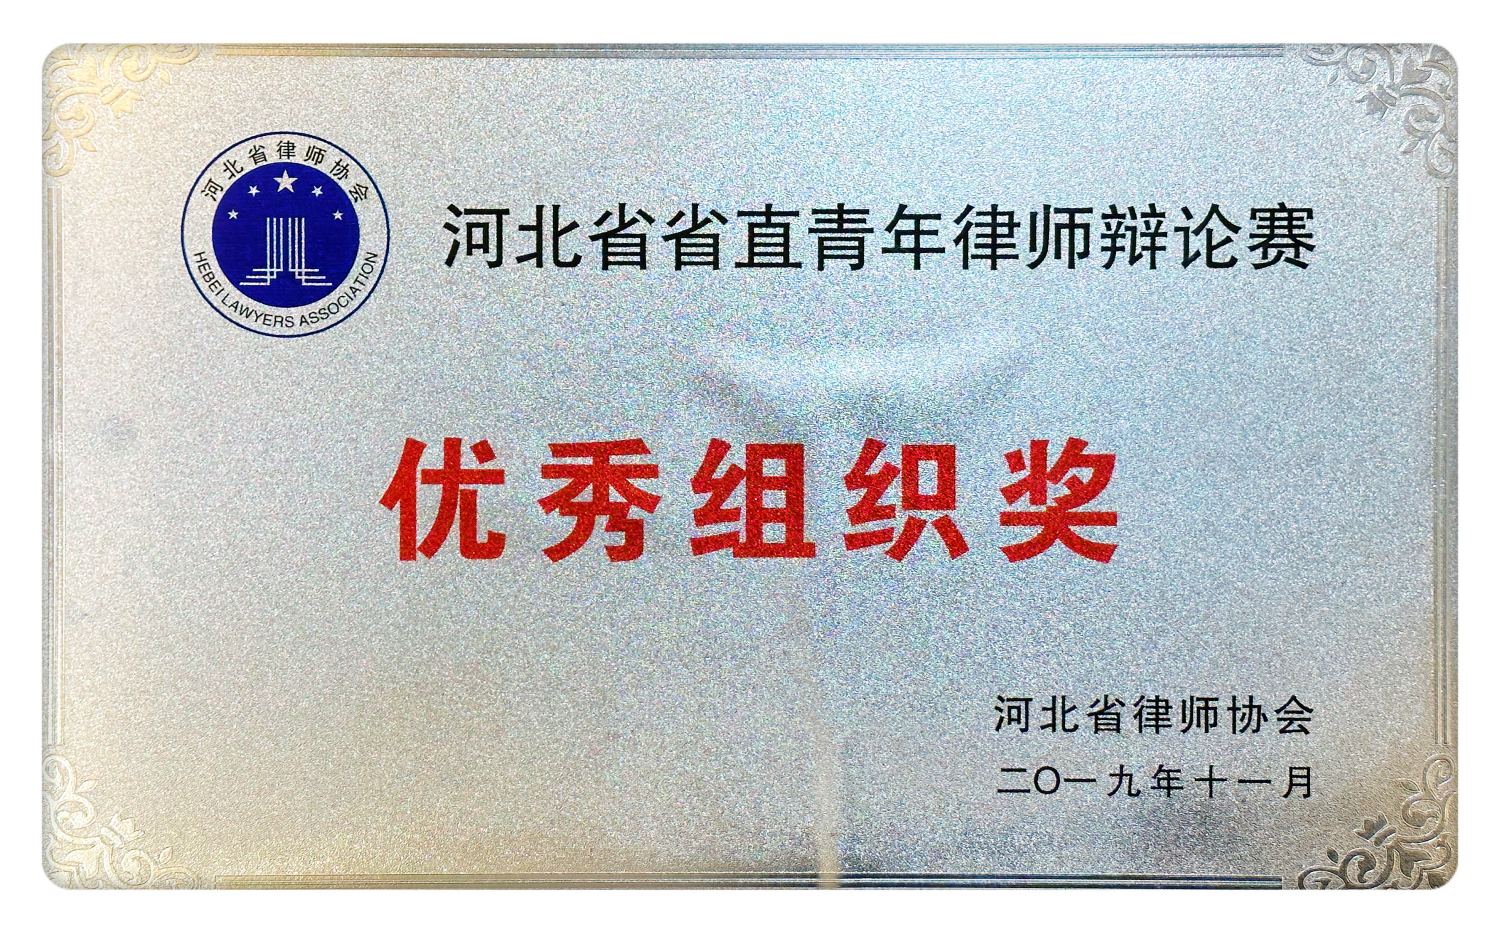 河北省律师协会
HEBEI LAWYERS ASSOCIATION
河北省省直青年律师辩论赛
优秀组织奖
河北省律师协会
二〇一九年十一月